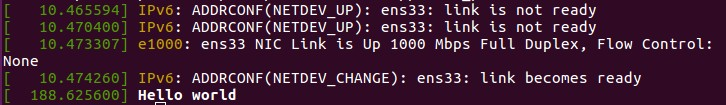 [   10.465594] IPv6: ADDRCONF(NETDEV_UP): ens33: link is not ready
[   10.470400] IPv6: ADDRCONF(NETDEV_UP): ens33: link is not ready
[   10.473307] e1000: ens33 NIC Link is Up 1000 Mbps Full Duplex, Flow Control:
None
[   10.474260] IPv6: ADDRCONF(NETDEV_CHANGE): ens33: link becomes ready
[  188.625600] Hello world